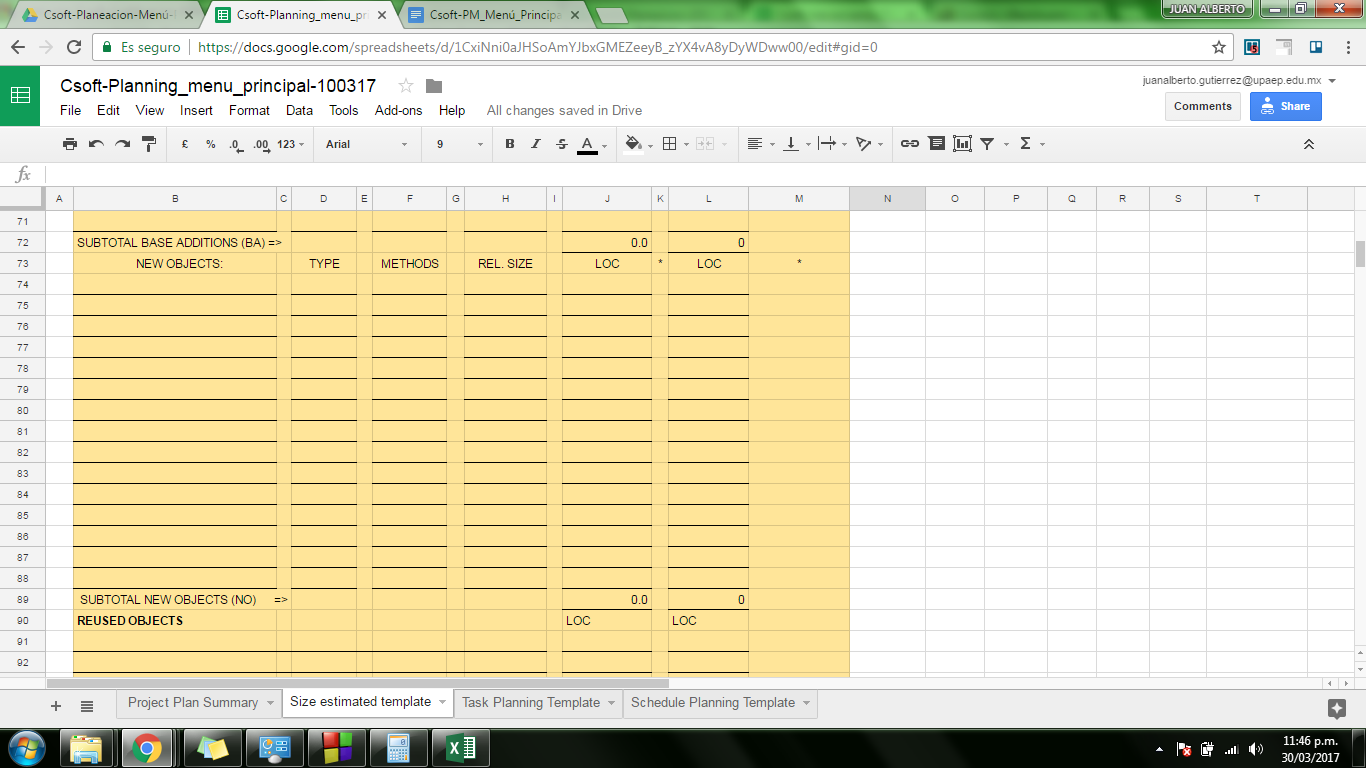 Csoft-Planeacion-Menú-
Csoft-Planning_menu_pri
Csoft-PM_Menú_Principa
JUAN ALBERTO
Es seguro
https://docs.google.com/spreadsheets/d/1CxiNni0aJHSoAmYJbxGMEZeeyB_zYX4vA8yDyWDww00/edit#gid=0
Csoft-Planning_menu_principal-100317
juanalberto.gutierrez@upaep.edu.mx
File Edit View Insert Format Data Tools Add-ons Help All changes saved in Drive
Comments
Share
£ % .0 .00 123 Arial 9 B I S A Σ
fx
A B C D E F G H I J K L M N O P Q R S T
71
72 SUBTOTAL BASE ADDITIONS (BA) => 0.0 0
73 NEW OBJECTS: TYPE METHODS REL. SIZE LOC * LOC *
74
75
76
77
78
79
80
81
82
83
84
85
86
87
88
89 SUBTOTAL NEW OBJECTS (NO) => 0.0 0
90 REUSED OBJECTS LOC LOC
91
92
Project Plan Summary Size estimated template Task Planning Template Schedule Planning Template
11:46 p.m.
30/03/2017